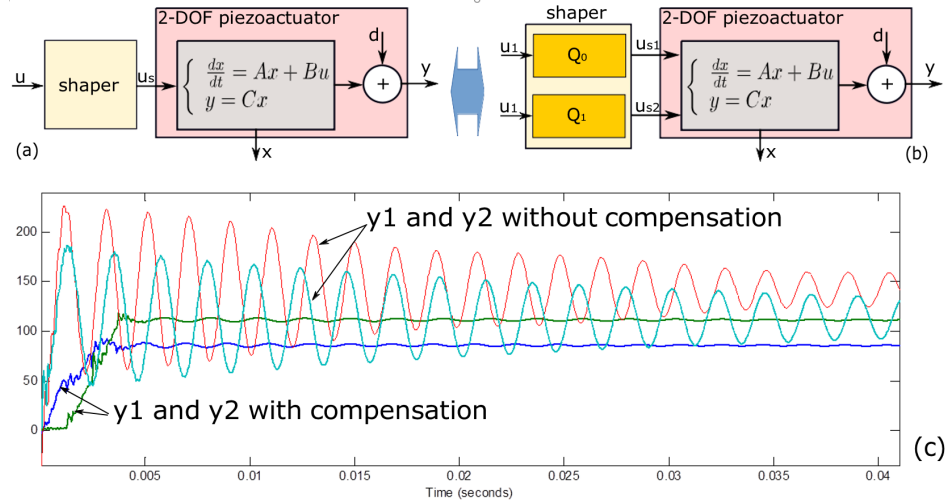 2-DOF piezoactuator
d
u
shaper
us
dx/dt = Ax + Bu
y = Cx
+
y
x
(a)
shaper
2-DOF piezoactuator
d
u1
Q0
us1
u1
Q1
us2
dx/dt = Ax + Bu
y = Cx
+
y
x
(b)
y1 and y2 without compensation
y1 and y2 with compensation
200
150
100
50
0
0.005
0.01
0.015
0.02
0.025
0.03
0.035
0.04
Time (seconds)
(c)